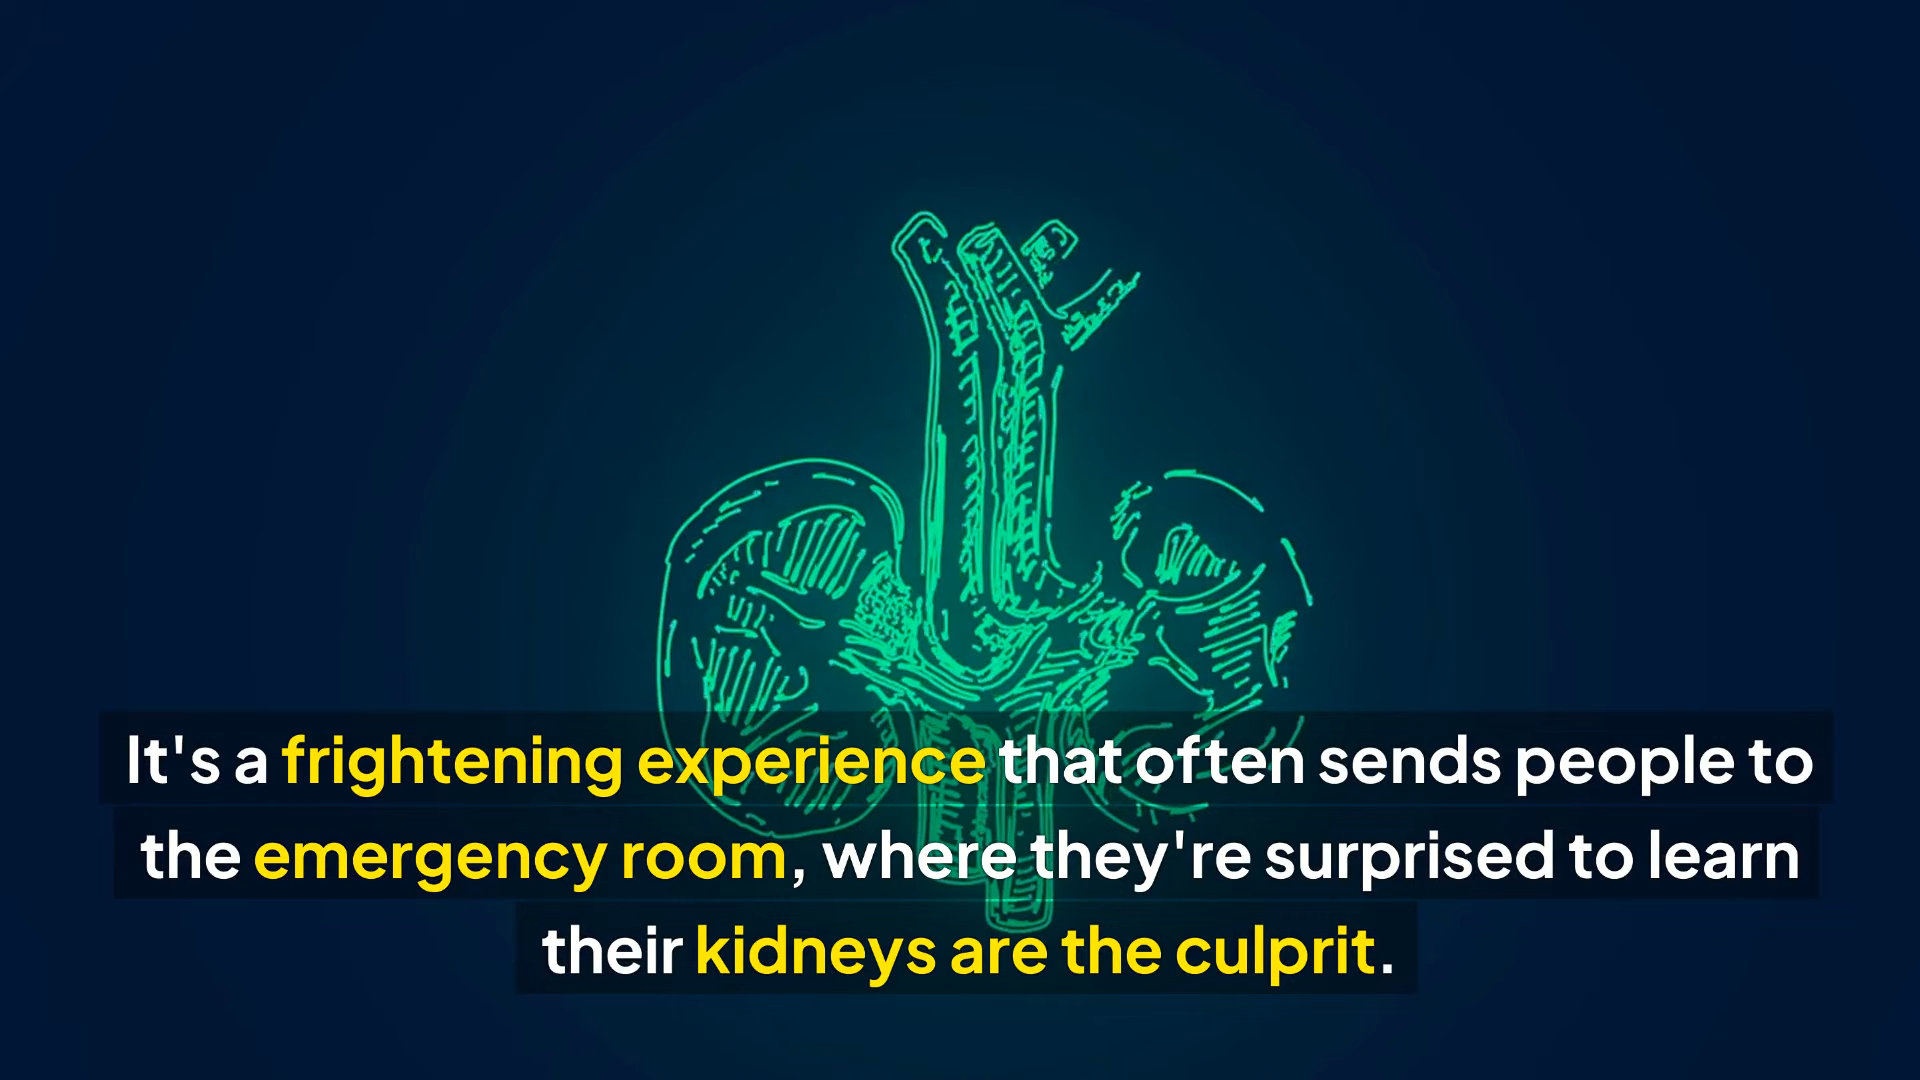 It's a frightening experience that often sends people to
the emergency room, where they're surprised to learn
their kidneys are the culprit.